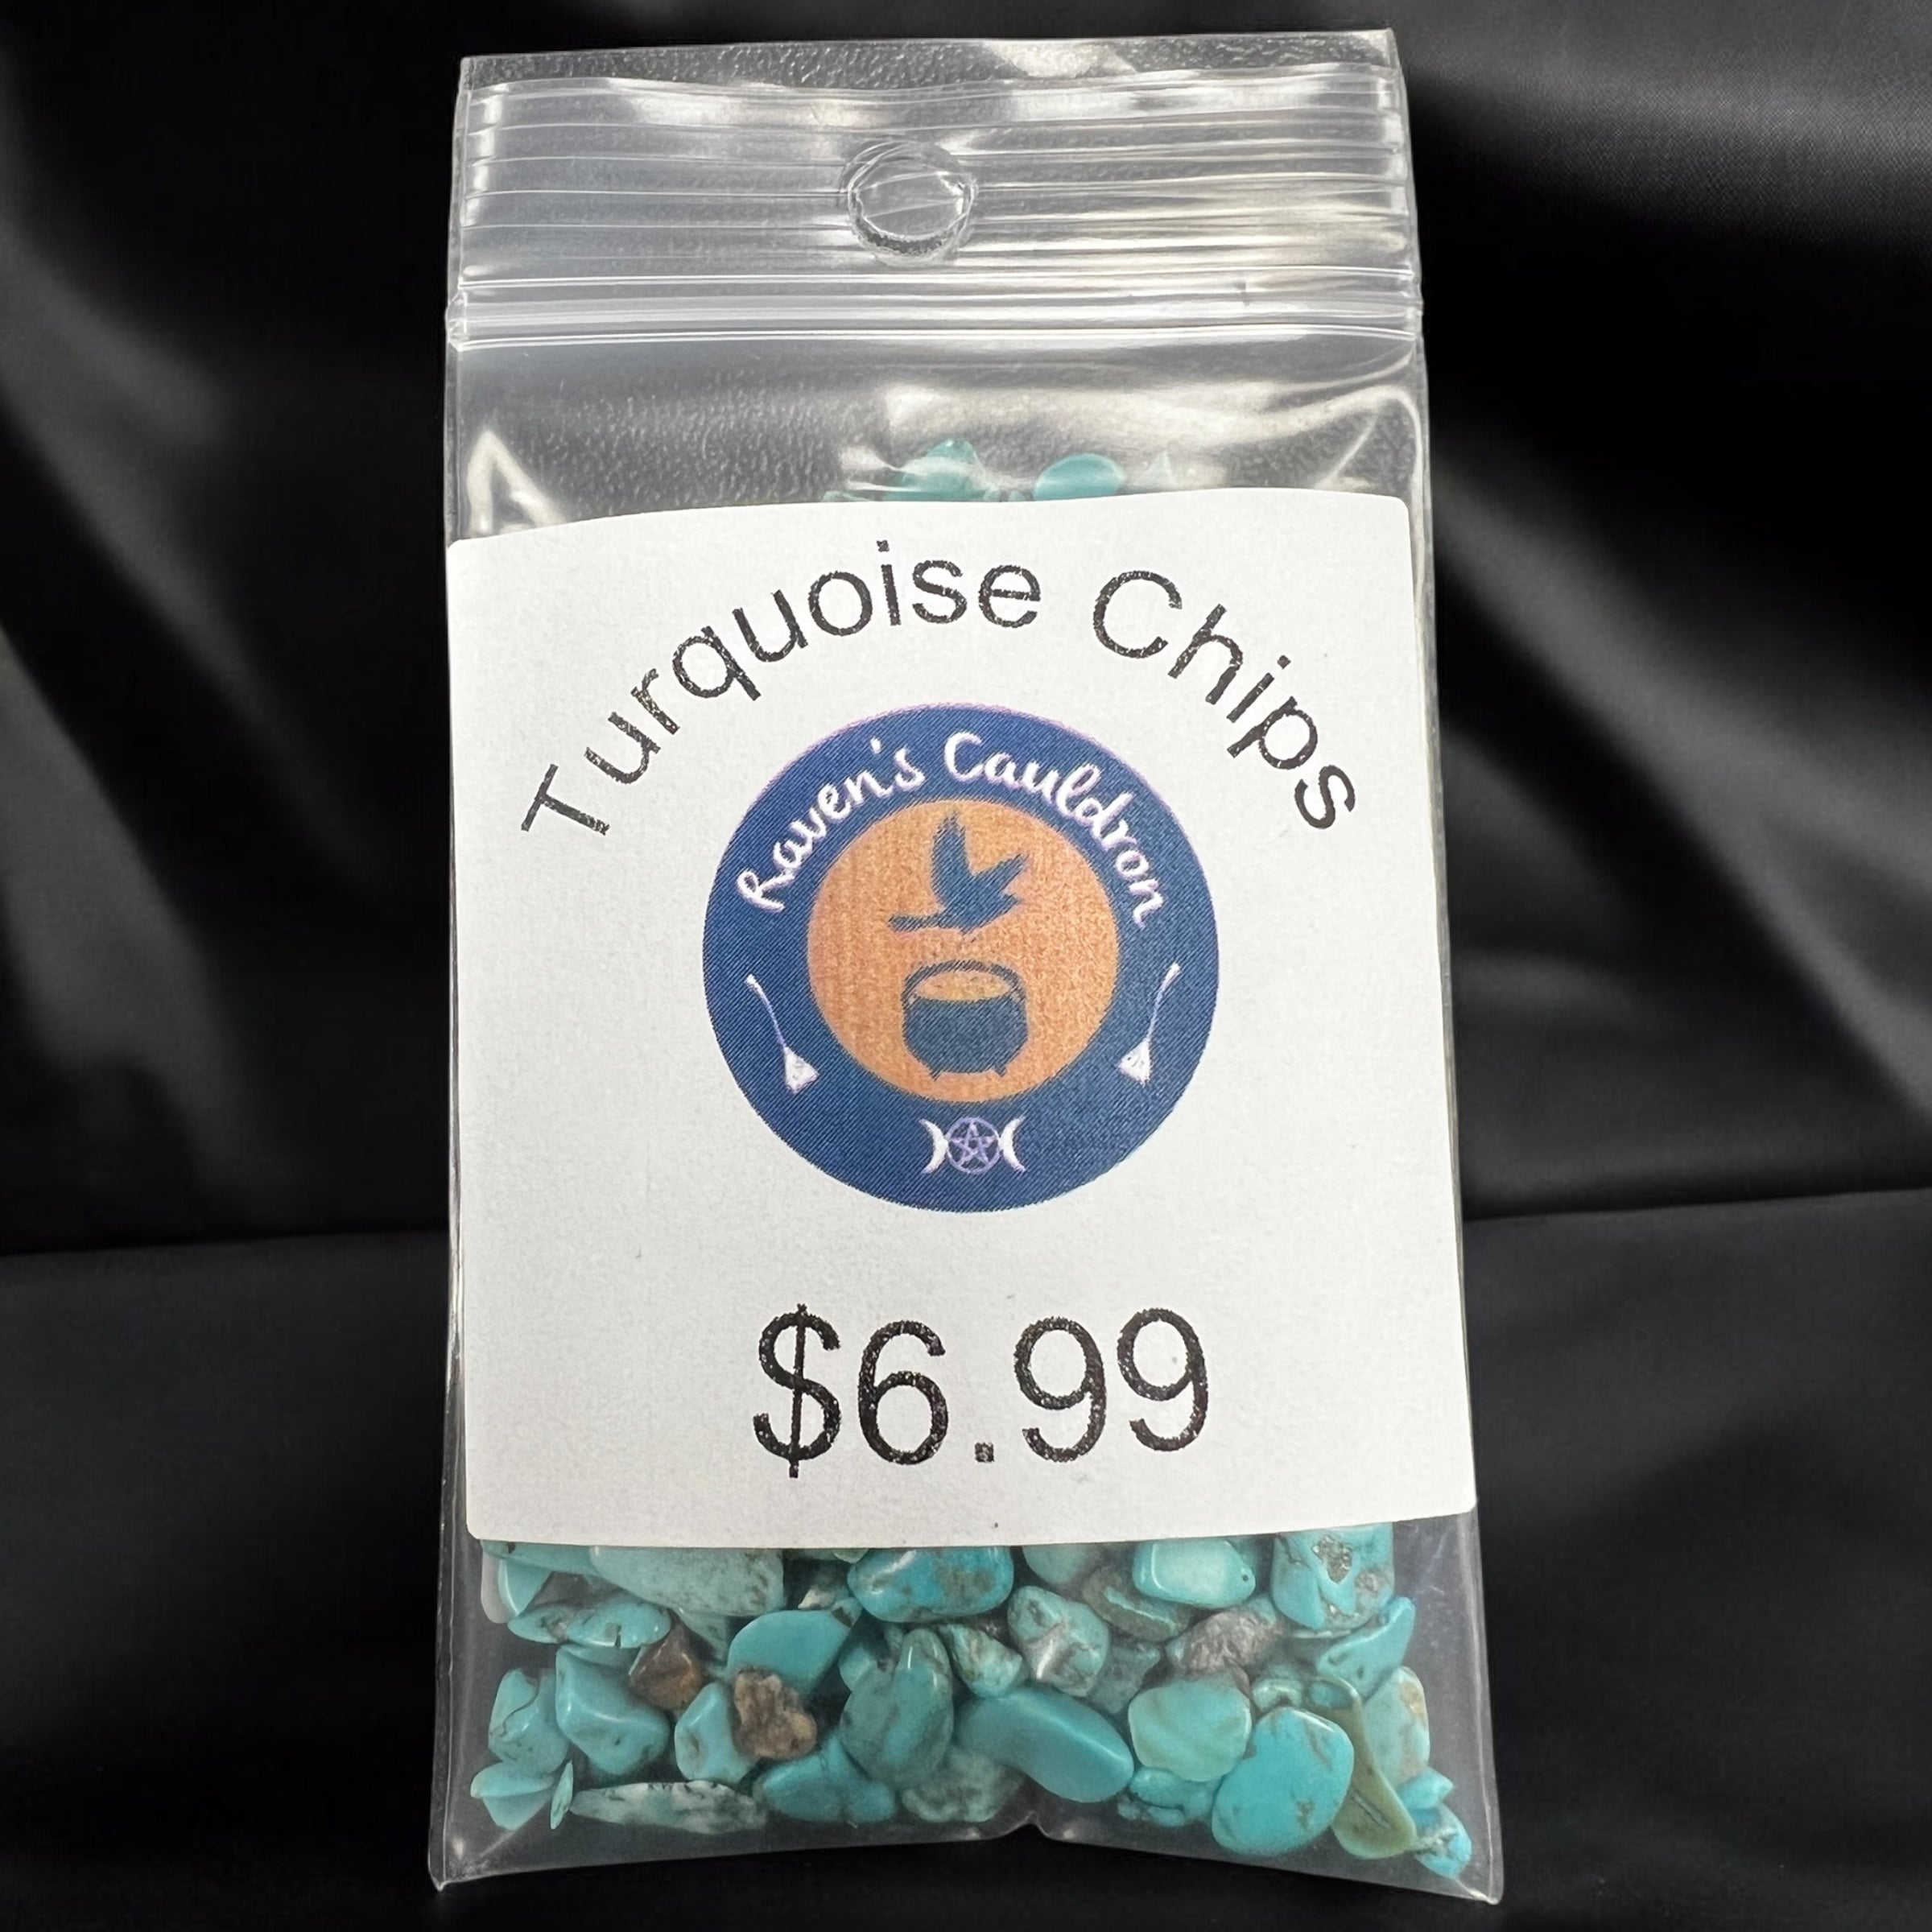 Turquoise Chips
Raven's Cauldron
$6.99